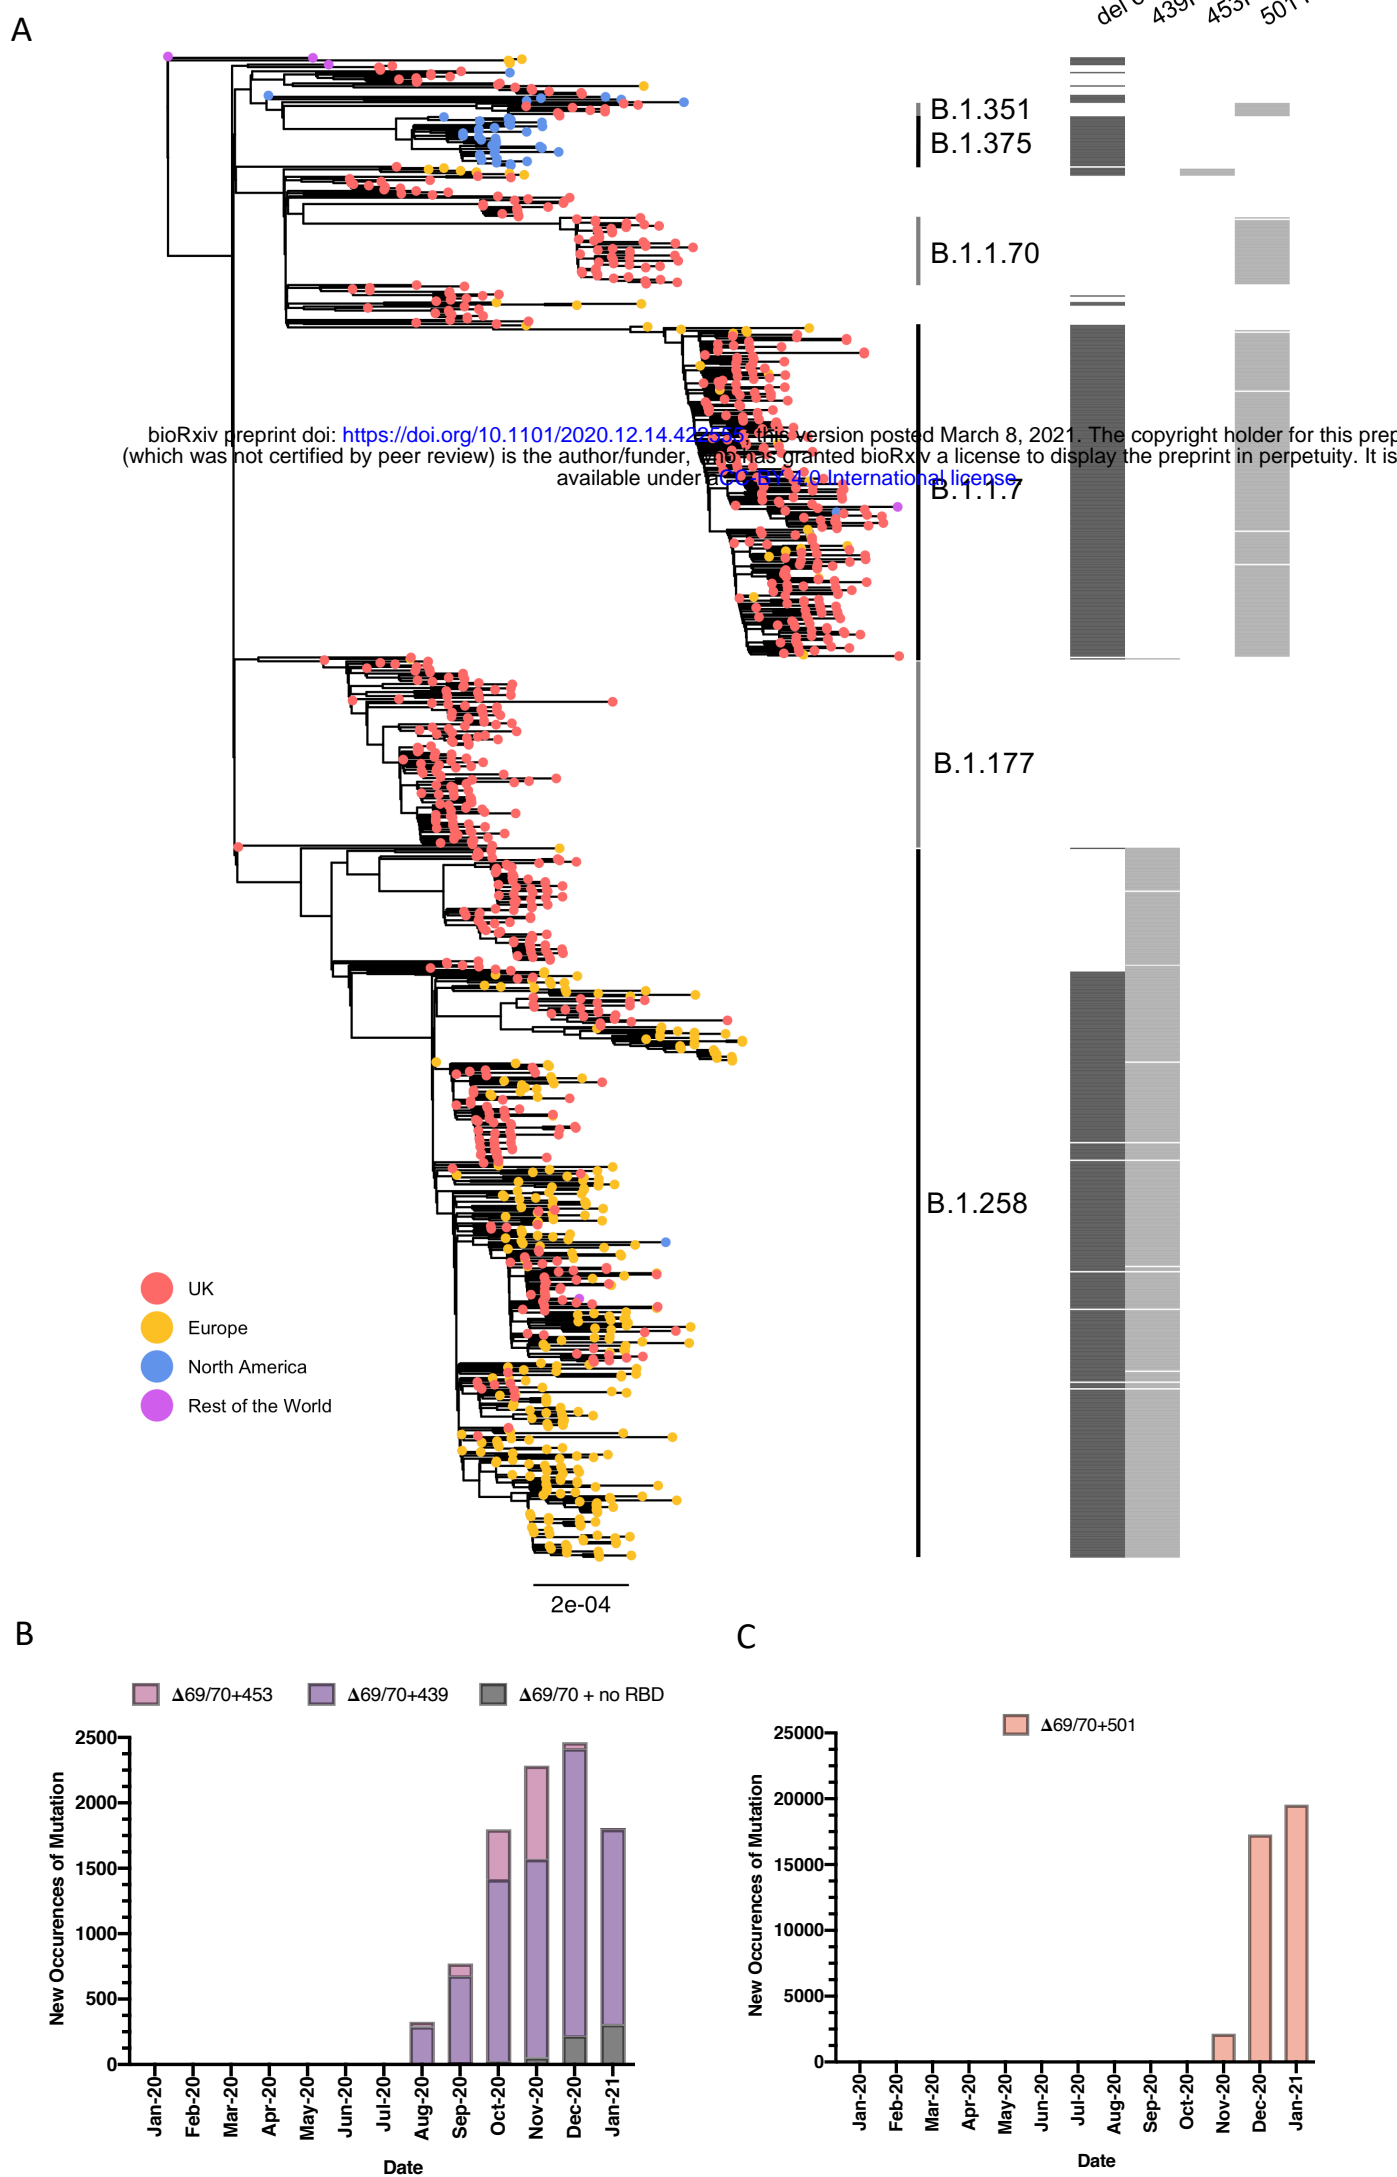 A
del
439
453
501
B.1.351
B.1.375
B.1.1.70
bioRxiv preprint doi: https://doi.org/10.1101/2020.12.14.422555; this version posted March 8, 2021. The copyright holder for this
(which was not certified by peer review) is the author/funder, who has granted bioRxiv a license to display the preprint in perpetuity. It is
available under aCC-BY 4.0 International license.
B.1.1.7
B.1.177
B.1.258
UK
Europe
North America
Rest of the World
2e-04
B
Δ69/70+453 Δ69/70+439 Δ69/70 + no RBD
New Occurences of Mutation
2500
2000
1500
1000
500
0
Jan-20 Feb-20 Mar-20 Apr-20 May-20 Jun-20 Jul-20 Aug-20 Sep-20 Oct-20 Nov-20 Dec-20 Jan-21
Date
C
Δ69/70+501
New Occurences of Mutation
25000
20000
15000
10000
5000
0
Jan-20 Feb-20 Mar-20 Apr-20 May-20 Jun-20 Jul-20 Aug-20 Sep-20 Oct-20 Nov-20 Dec-20 Jan-21
Date